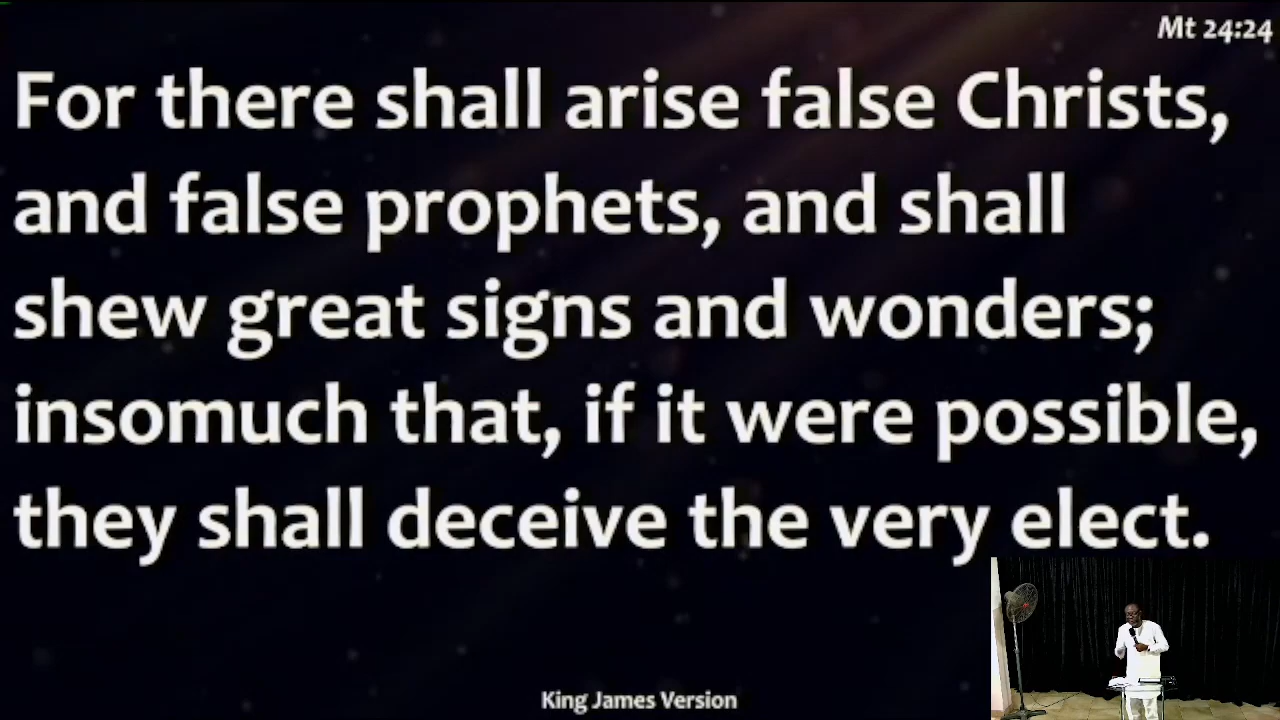 Mt 24:24
For there shall arise false Christs,
and false prophets, and shall
shew great signs and wonders;
insomuch that, if it were possible,
they shall deceive the very elect.
King James Version